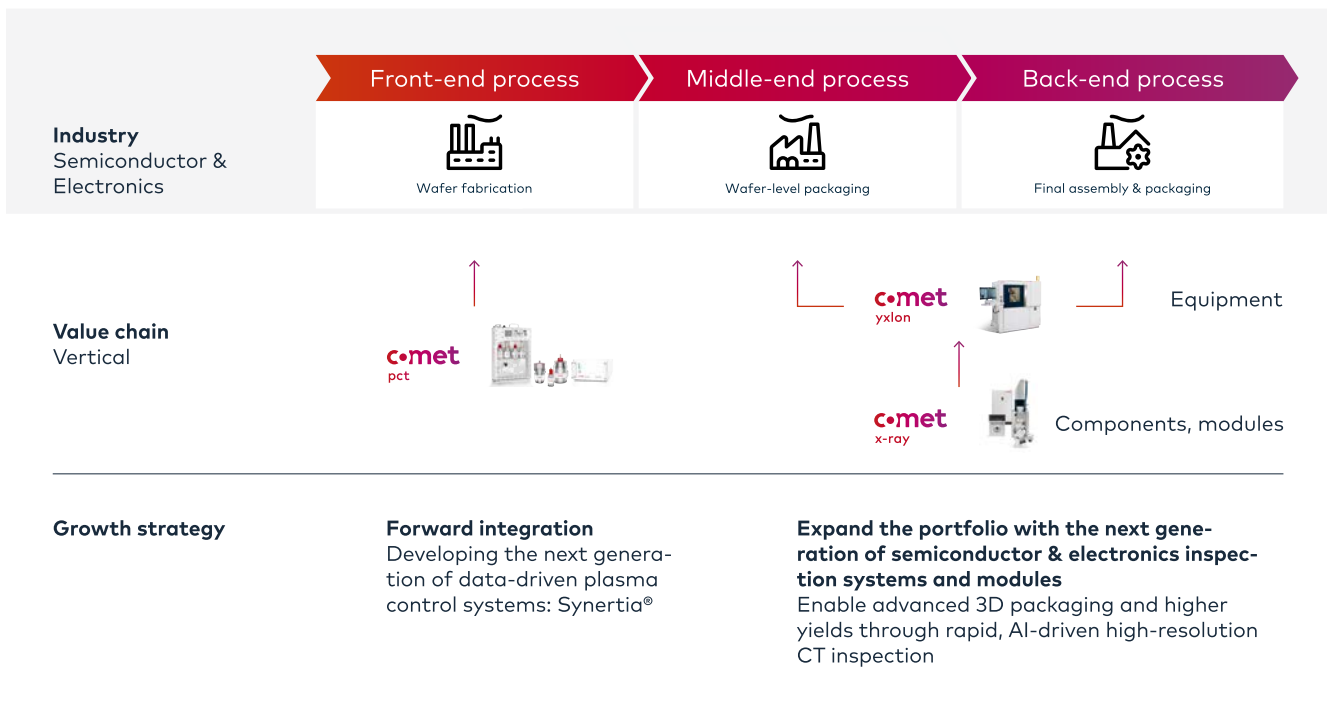 Front-end process
Middle-end process
Back-end process
Industry
Semiconductor &
Electronics
Wafer fabrication
Wafer-level packaging
Final assembly & packaging
Value chain
Vertical
comet
pct
comet
yxlon
Equipment
comet
x-ray
Components, modules
Growth strategy
Forward integration
Developing the next genera-
tion of data-driven plasma
control systems: Synertia®
Expand the portfolio with the next gene-
ration of semiconductor & electronics inspec-
tion systems and modules
Enable advanced 3D packaging and higher
yields through rapid, AI-driven high-resolution
CT inspection